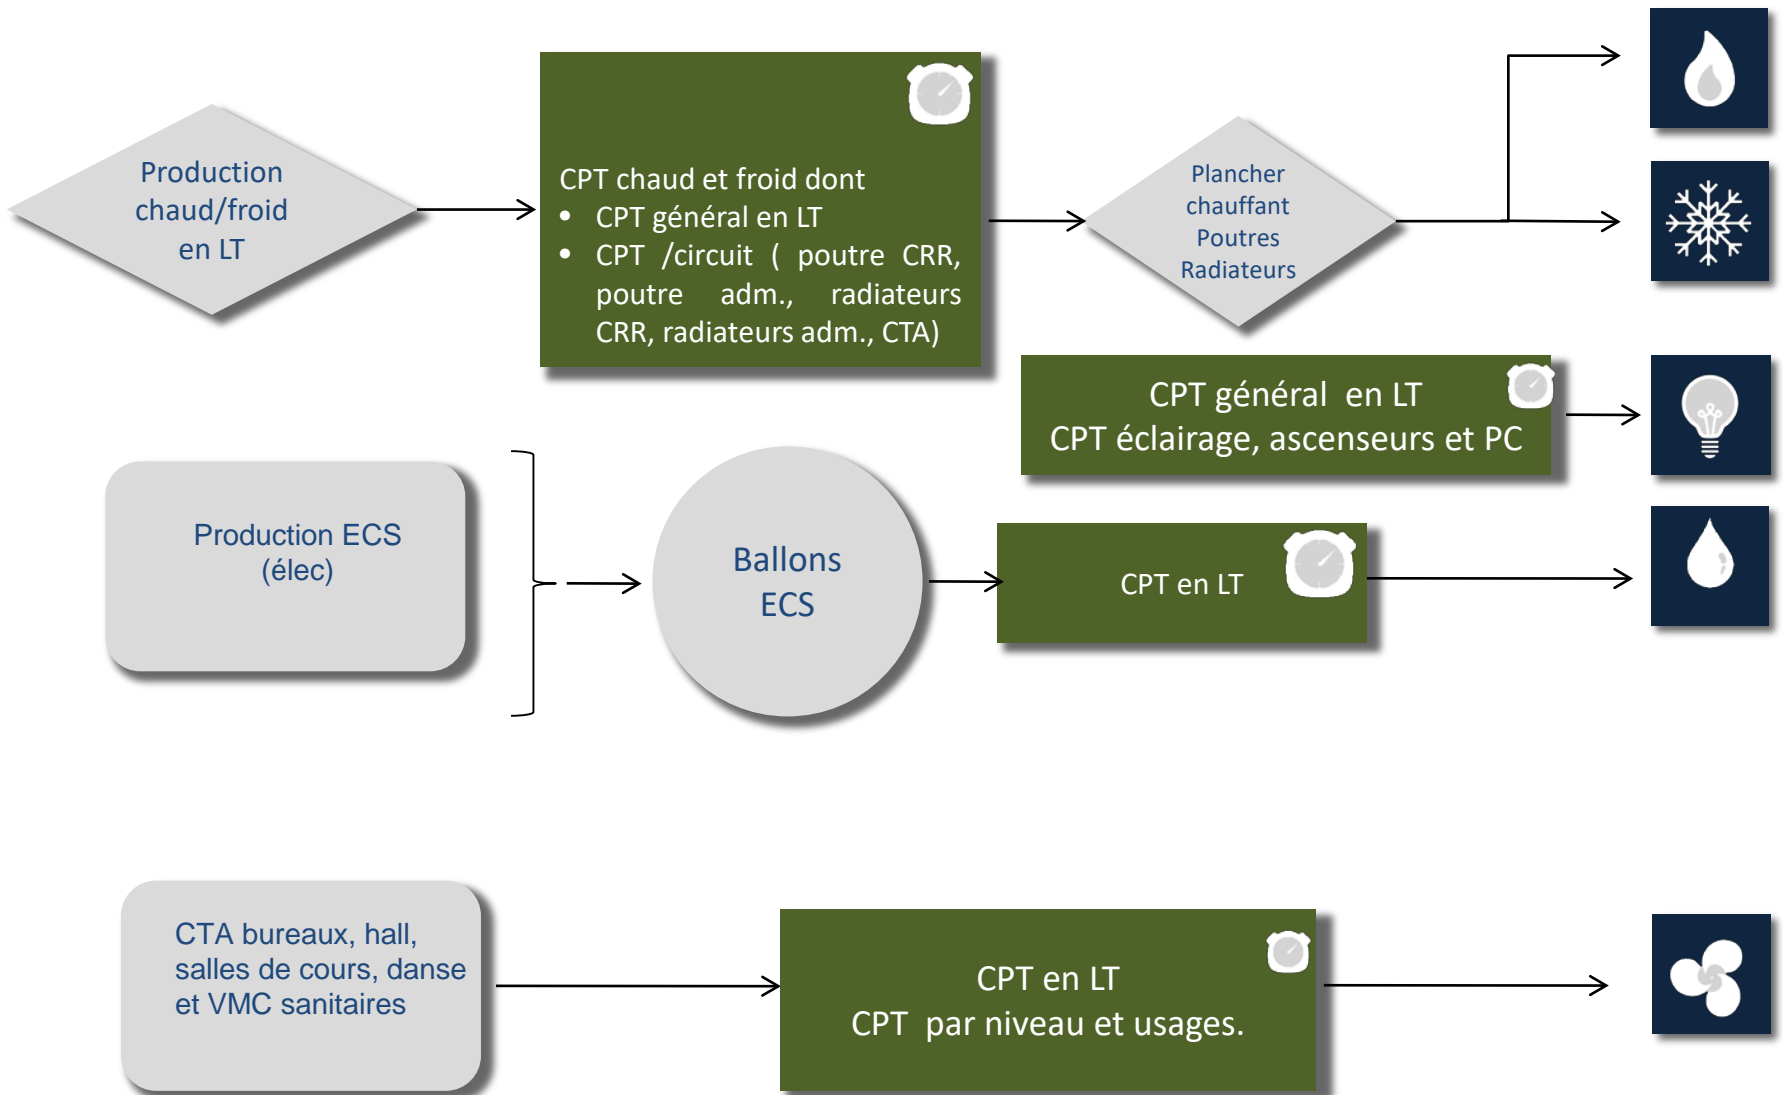 Production
chaud/froid
en LT
CPT chaud et froid dont
• CPT général en LT
• CPT /circuit ( poutre CRR,
poutre adm., radiateurs
CRR, radiateurs adm., CTA)
Plancher
chauffant
Poutres
Radiateurs
CPT général en LT
CPT éclairage, ascenseurs et PC
Production ECS
(élec)
Ballons
ECS
CPT en LT
CTA bureaux, hall,
salles de cours, danse
et VMC sanitaires
CPT en LT
CPT par niveau et usages.